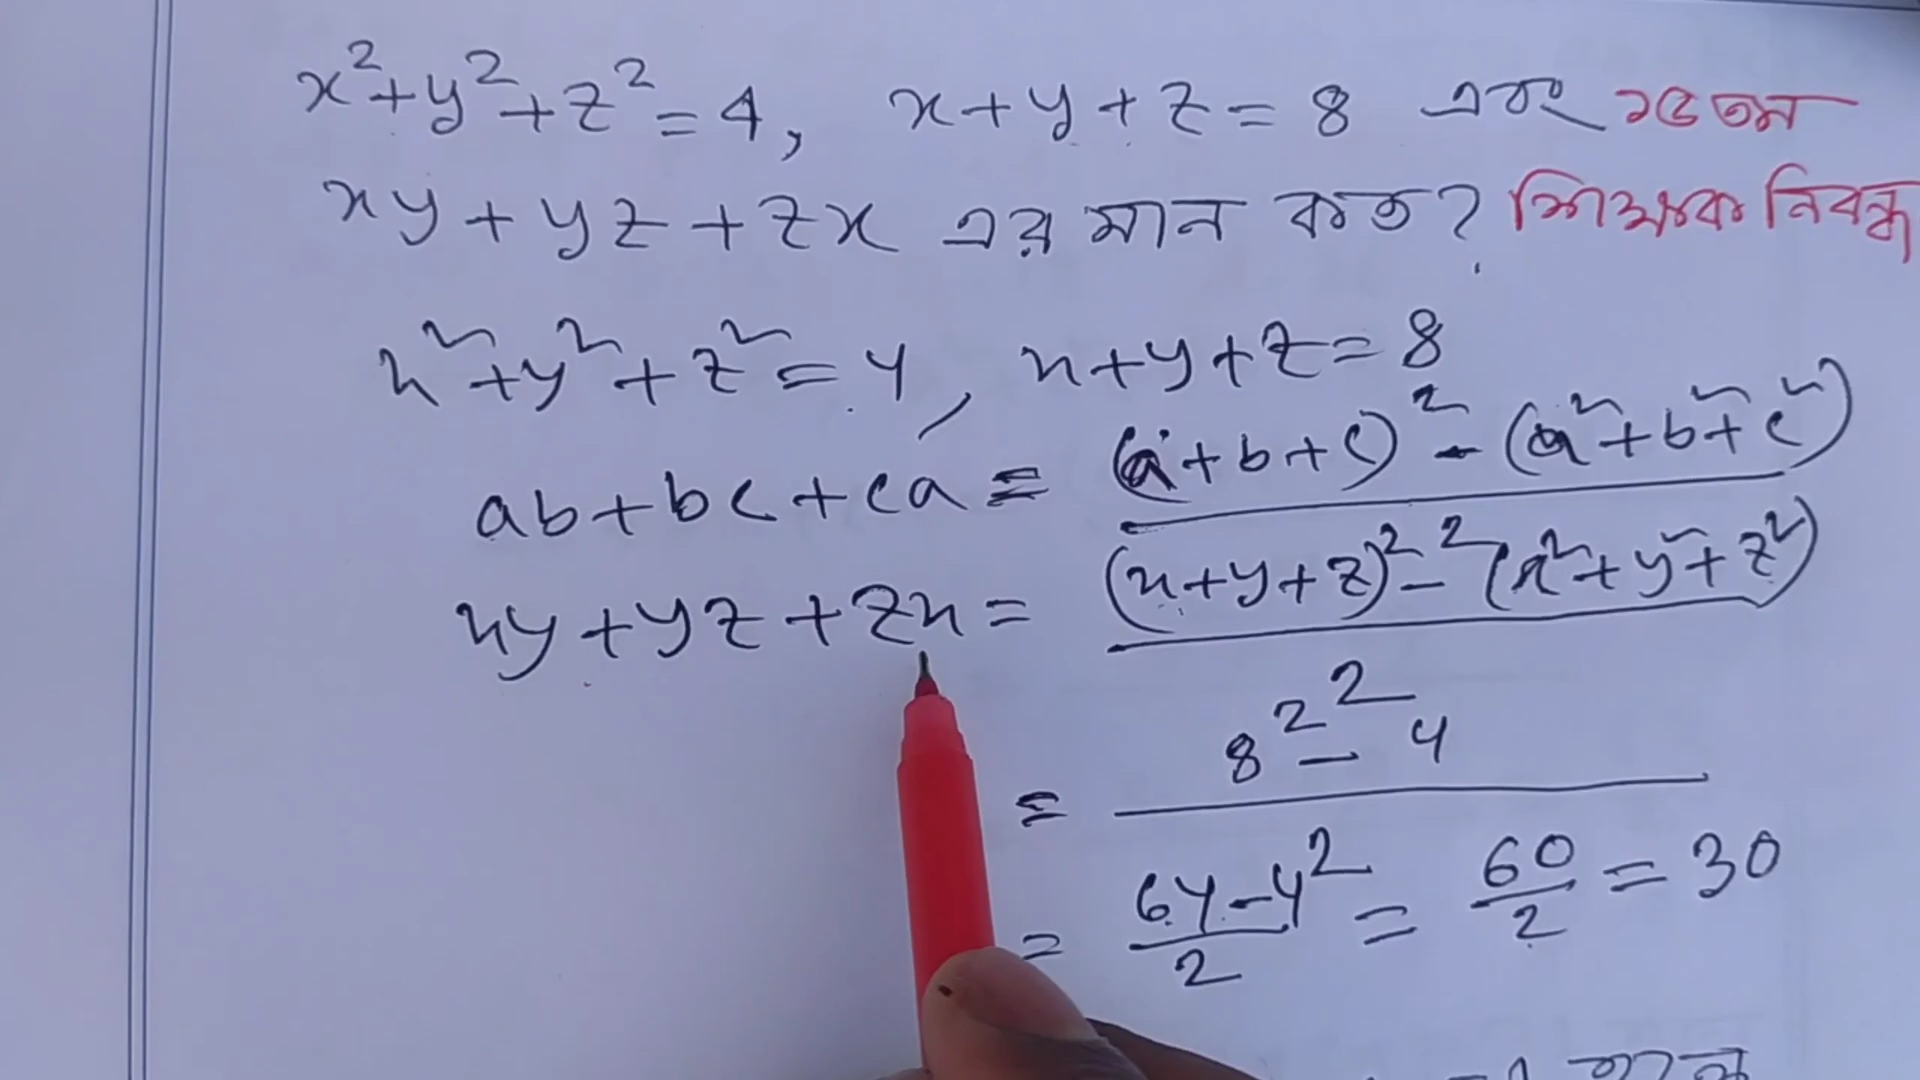 x²+y²+z²=4, x+y+z=8 এবং ১৫তম
xy+yz+zx এর মান কত? শিক্ষক নিবন্ধ
x²+y²+z²=4, x+y+z=8
ab+bc+ca = (a+b+c)²-(a²+b²+c²)
2
xy+yz+zx = (x+y+z)²-(x²+y²+z²)
2
= 8²-4
2
= 64-4/2 = 60/2 = 30